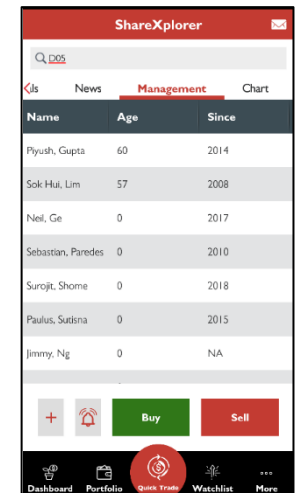 ShareXplorer
D05
ds News Management Chart
Name Age Since
Piyush, Gupta 60 2014
Sok Hui, Lim 57 2008
Neil, Ge 0 2017
Sebastian, Paredes 0 2010
Surojit, Shome 0 2018
Paulus, Sutisna 0 2015
Jimmy, Ng 0 NA
Buy Sell
Dashboard Portfolio Quick Trade Watchlist More